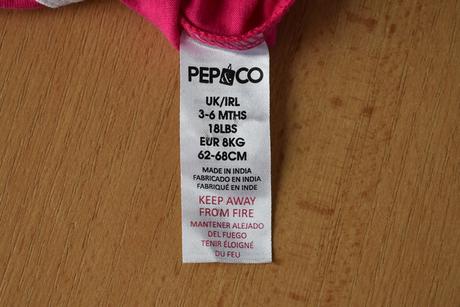 PEP&CO
UK/IRL
3-6 MTHS
18LBS
EUR 8KG
62-68CM
MADE IN INDIA
FABRICADO EN INDIA
FABRIQUÉ EN INDE
KEEP AWAY
FROM FIRE
MANTENER ALEJADO
DEL FUEGO
TENIR ÉLOIGNÉ
DU FEU